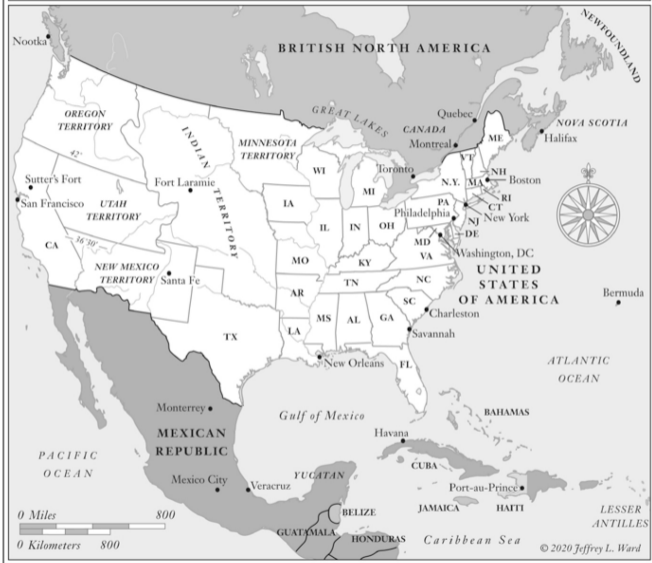 Nootka
BRITISH NORTH AMERICA
NEWFOUNDLAND
OREGON
TERRITORY
INDIAN
TERRITORY
MINNESOTA
TERRITORY
GREAT LAKES
CANADA
Quebec
Montreal
ME
NOVA SCOTIA
Halifax
42°
Sutter's Fort
San Francisco
UTAH
TERRITORY
Fort Laramic
WI
MI
Toronto
VT
NH
N.Y.
MA
Boston
RI
CT
IA
IL
IN
OH
PA
Philadelphia
NJ
New York
DE
CA
36°30'
NEW MEXICO
TERRITORY
Santa Fe
MO
KY
MD
VA
Washington, DC
UNITED
STATES
OF AMERICA
TN
NC
AR
SC
Charleston
Bermuda
TX
LA
MS
AL
GA
Savannah
New Orleans
FL
ATLANTIC
OCEAN
Monterrey
Gulf of Mexico
BAHAMAS
MEXICAN
REPUBLIC
Havana
PACIFIC
OCEAN
CUBA
Mexico City
Veracruz
YUCATAN
Port-au-Prince
JAMAICA
HAITI
LESSER
ANTILLES
0 Miles 800
0 Kilometers 800
BELIZE
GUATAMALA
HONDURAS
Caribbean Sea
© 2020 Jeffrey L. Ward